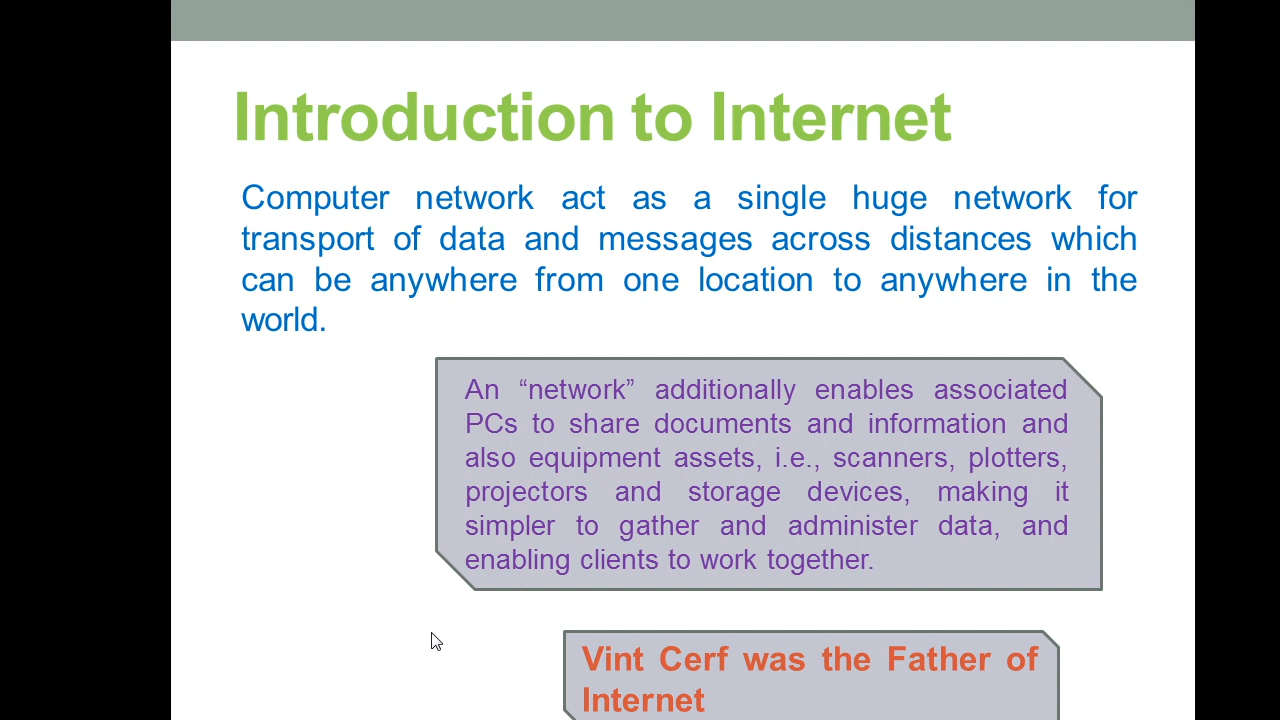 Introduction to Internet
Computer network act as a single huge network for
transport of data and messages across distances which
can be anywhere from one location to anywhere in the
world.
An “network” additionally enables associated
PCs to share documents and information and
also equipment assets, i.e., scanners, plotters,
projectors and storage devices, making it
simpler to gather and administer data, and
enabling clients to work together.
Vint Cerf was the Father of
Internet